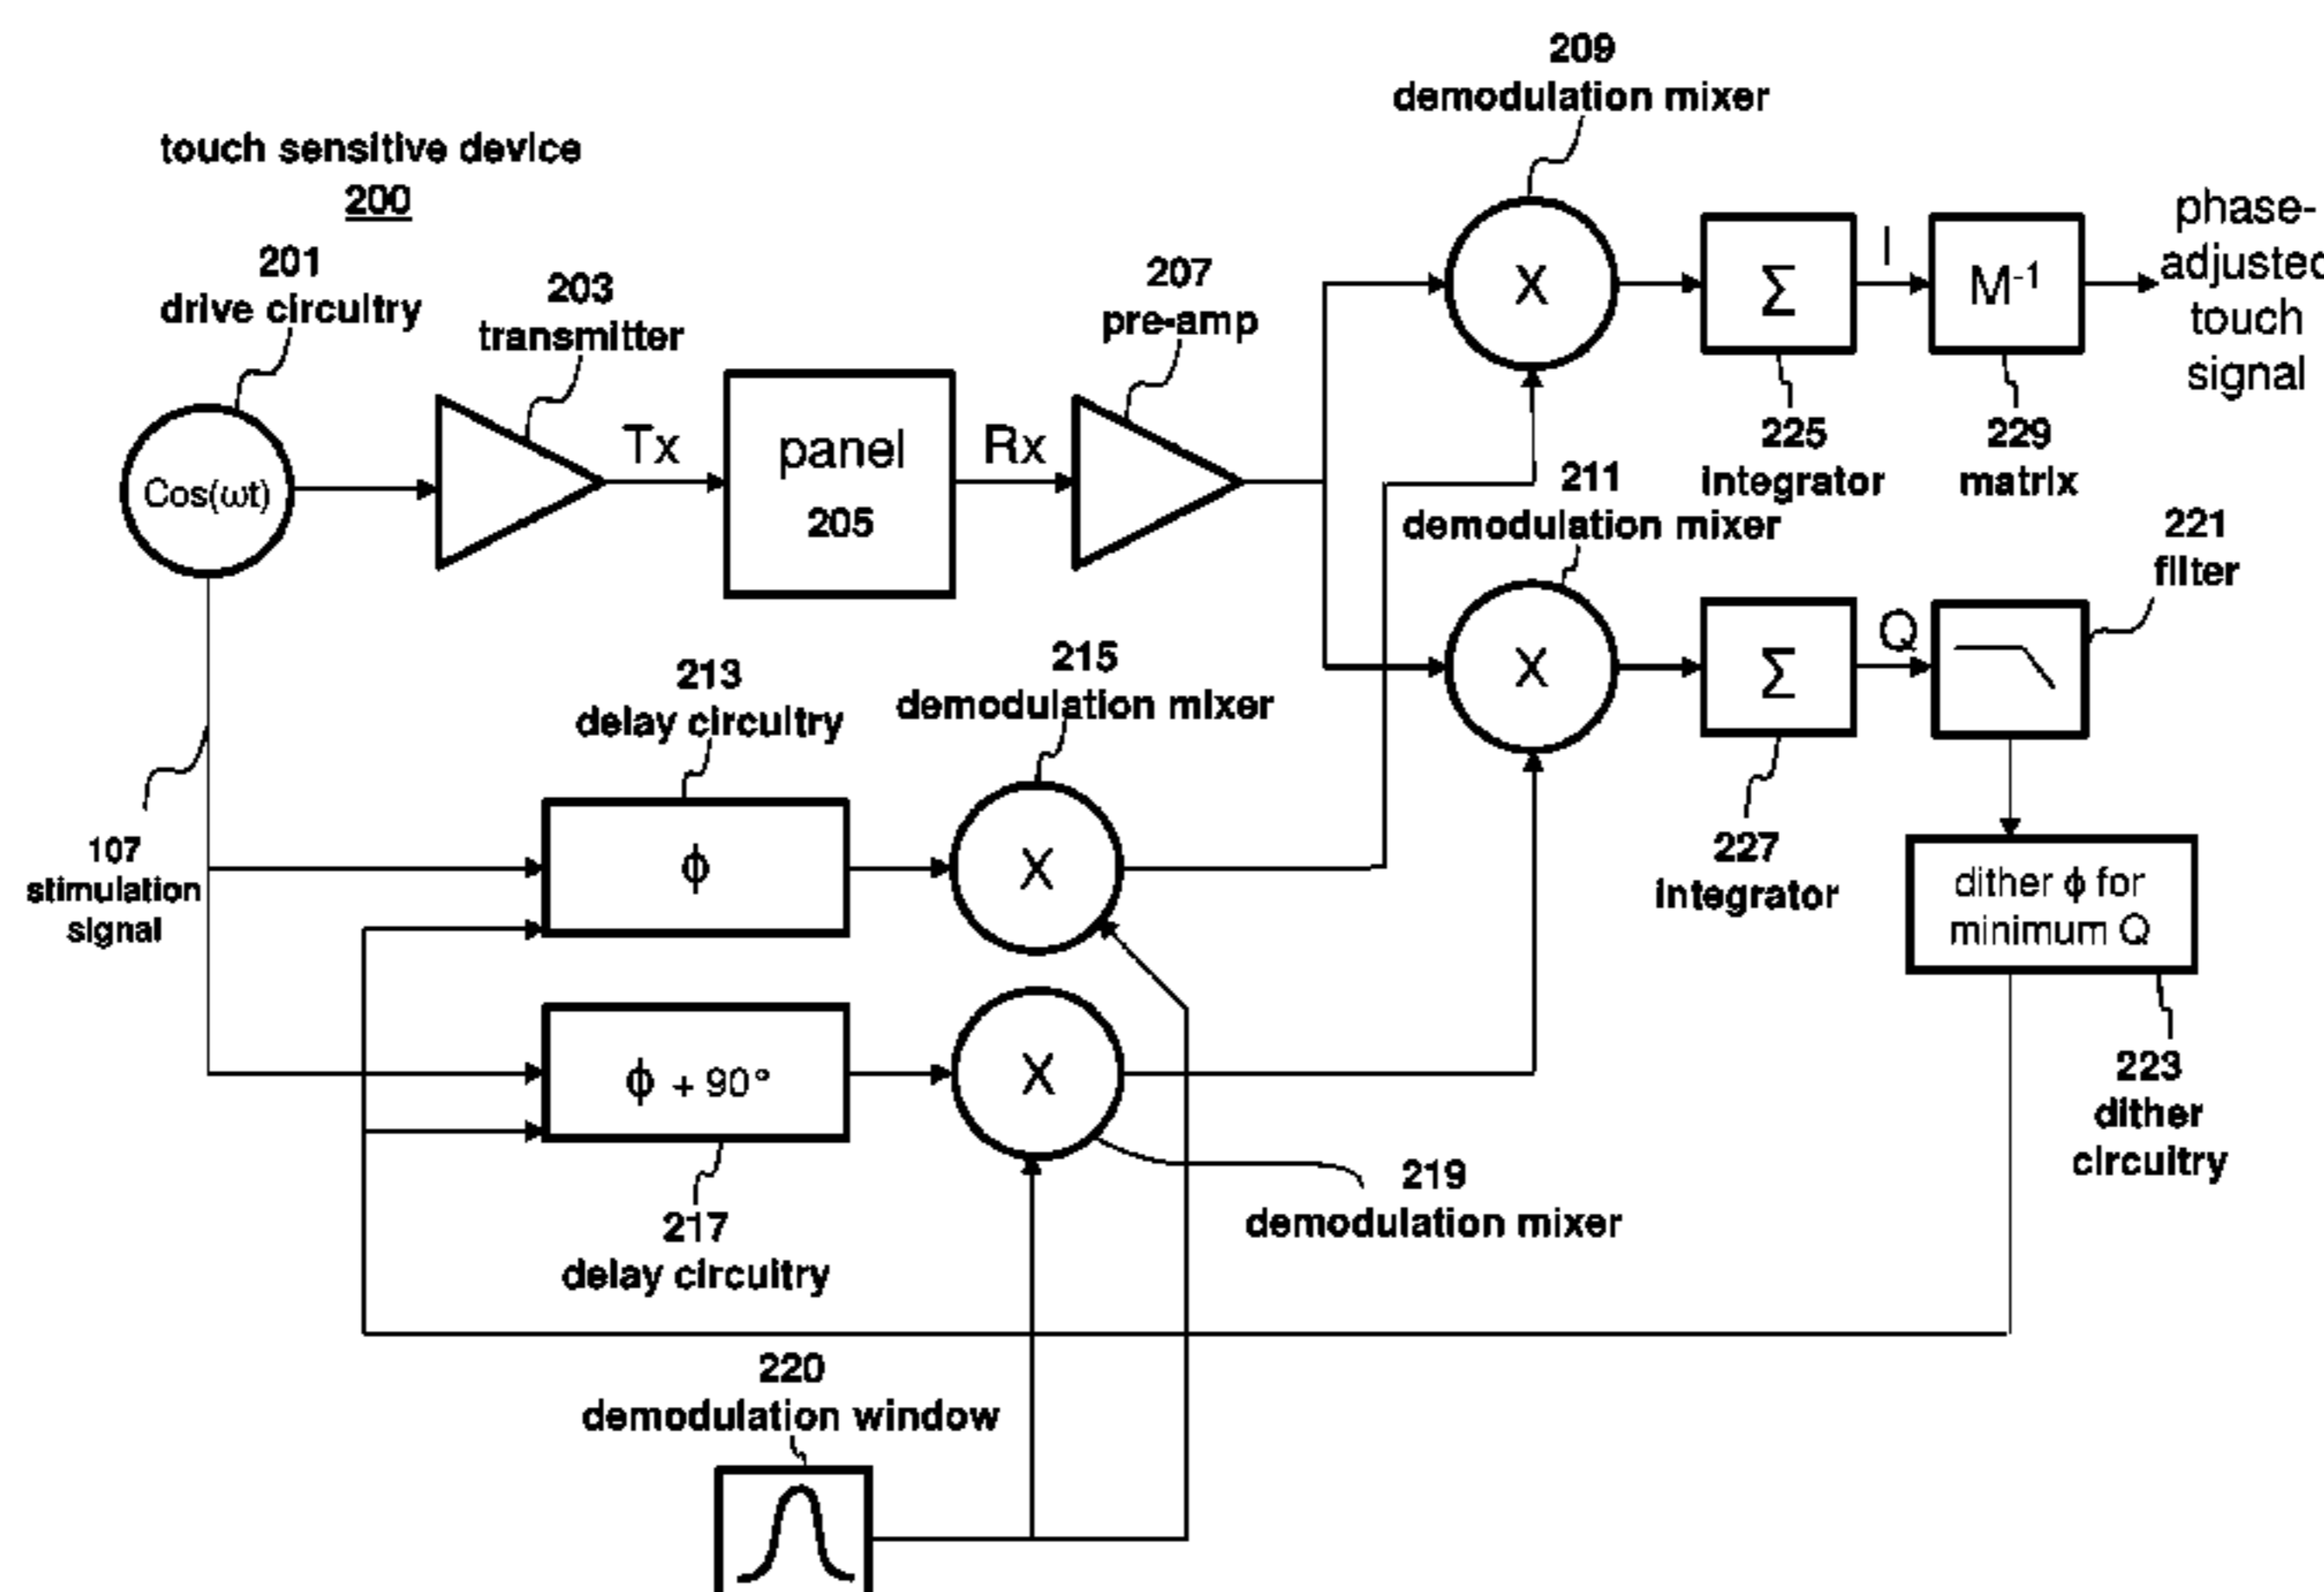 touch sensitive device
200
201
drive circuitry
Cos(ωt)
203
transmitter
Tx
panel
205
Rx
207
pre-amp
209
demodulation mixer
X
Σ
225
integrator
I
M-1
229
matrix
phase-
adjusted
touch
signal
211
demodulation mixer
X
Σ
227
integrator
Q
221
filter
dither ϕ for
minimum Q
223
dither
circuitry
107
stimulation
signal
213
delay circuitry
ϕ
215
demodulation mixer
X
ϕ + 90°
217
delay circuitry
X
219
demodulation mixer
220
demodulation window